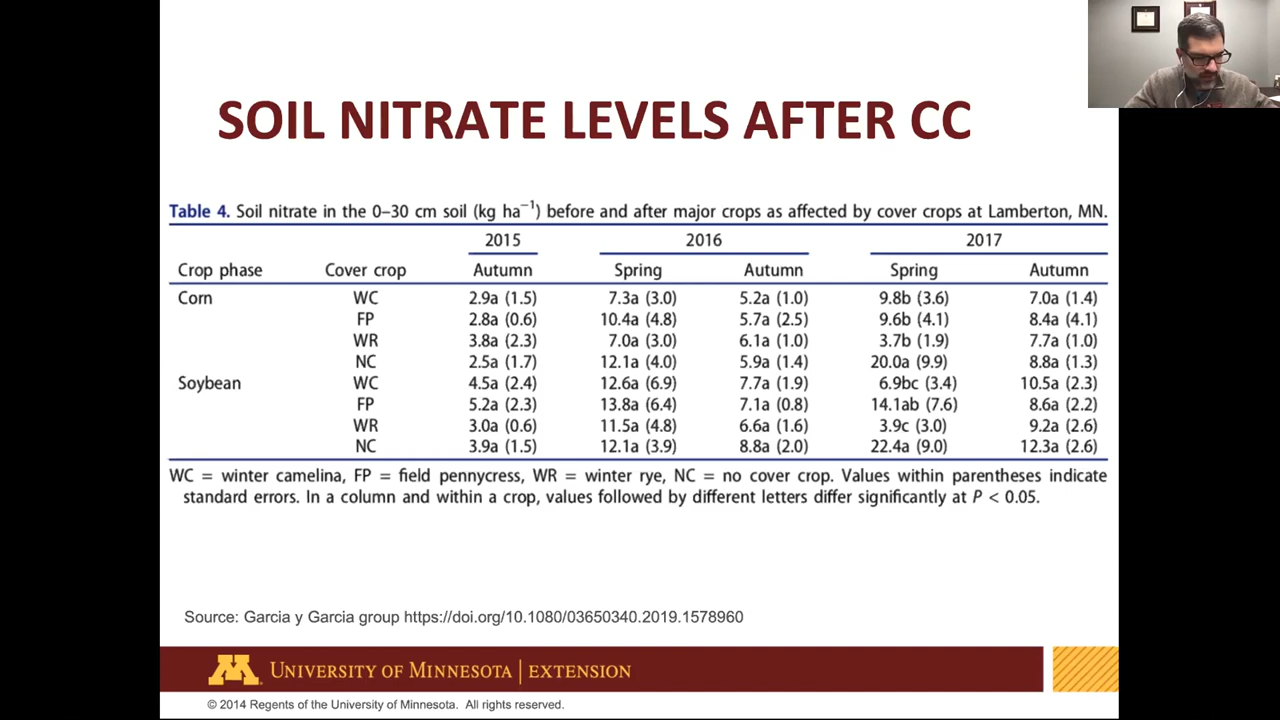 SOIL NITRATE LEVELS AFTER CC
Table 4. Soil nitrate in the 0–30 cm soil (kg ha⁻¹) before and after major crops as affected by cover crops at Lamberton, MN.
2015 2016 2017
Crop phase Cover crop Autumn Spring Autumn Spring Autumn
Corn WC 2.9a (1.5) 7.3a (3.0) 5.2a (1.0) 9.8b (3.6) 7.0a (1.4)
FP 2.8a (0.6) 10.4a (4.8) 5.7a (2.5) 9.6b (4.1) 8.4a (4.1)
WR 3.8a (2.3) 7.0a (3.0) 6.1a (1.0) 3.7b (1.9) 7.7a (1.0)
NC 2.5a (1.7) 12.1a (4.0) 5.9a (1.4) 20.0a (9.9) 8.8a (1.3)
Soybean WC 4.5a (2.4) 12.6a (6.9) 7.7a (1.9) 6.9bc (3.4) 10.5a (2.3)
FP 5.2a (2.3) 13.8a (6.4) 7.1a (0.8) 14.1ab (7.6) 8.6a (2.2)
WR 3.0a (0.6) 11.5a (4.8) 6.6a (1.6) 3.9c (3.0) 9.2a (2.6)
NC 3.9a (1.5) 12.1a (3.9) 8.8a (2.0) 22.4a (9.0) 12.3a (2.6)
WC = winter camelina, FP = field pennycress, WR = winter rye, NC = no cover crop. Values within parentheses indicate
standard errors. In a column and within a crop, values followed by different letters differ significantly at P < 0.05.
Source: Garcia y Garcia group https://doi.org/10.1080/03650340.2019.1578960
M UNIVERSITY OF MINNESOTA | EXTENSION
© 2014 Regents of the University of Minnesota. All rights reserved.